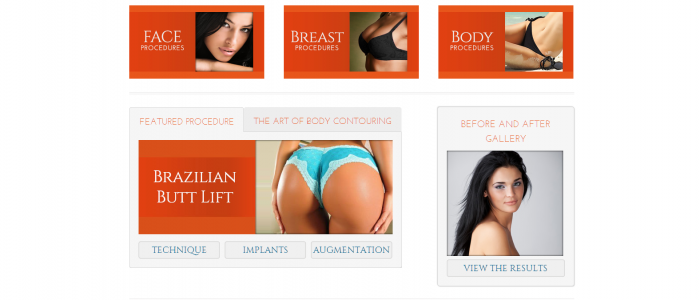 FACE
PROCEDURES
BREAST
PROCEDURES
BODY
PROCEDURES
FEATURED PROCEDURE
THE ART OF BODY CONTOURING
BRAZILIAN
BUTT LIFT
TECHNIQUE
IMPLANTS
AUGMENTATION
BEFORE AND AFTER
GALLERY
VIEW THE RESULTS